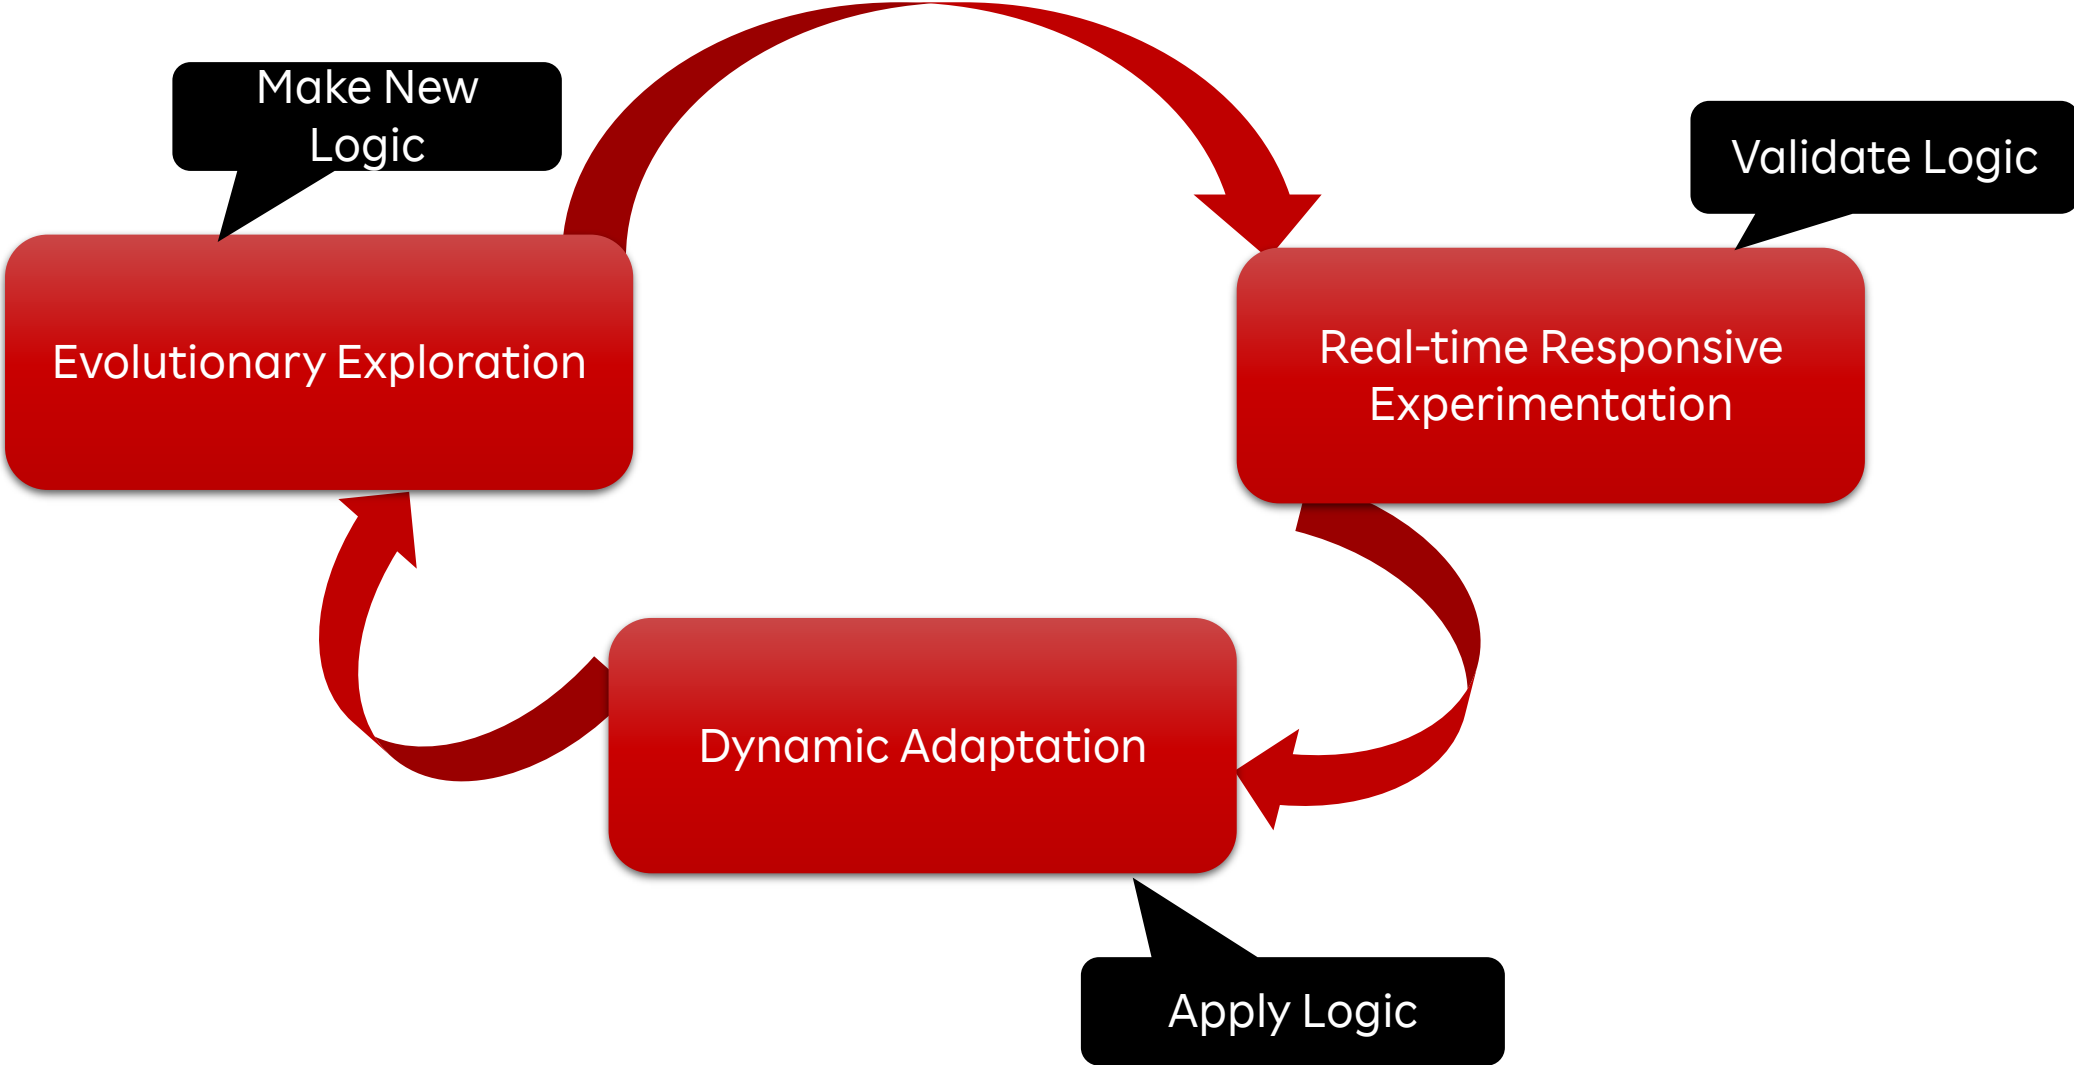 Make New
Logic
Validate Logic
Evolutionary Exploration
Real-time Responsive
Experimentation
Dynamic Adaptation
Apply Logic